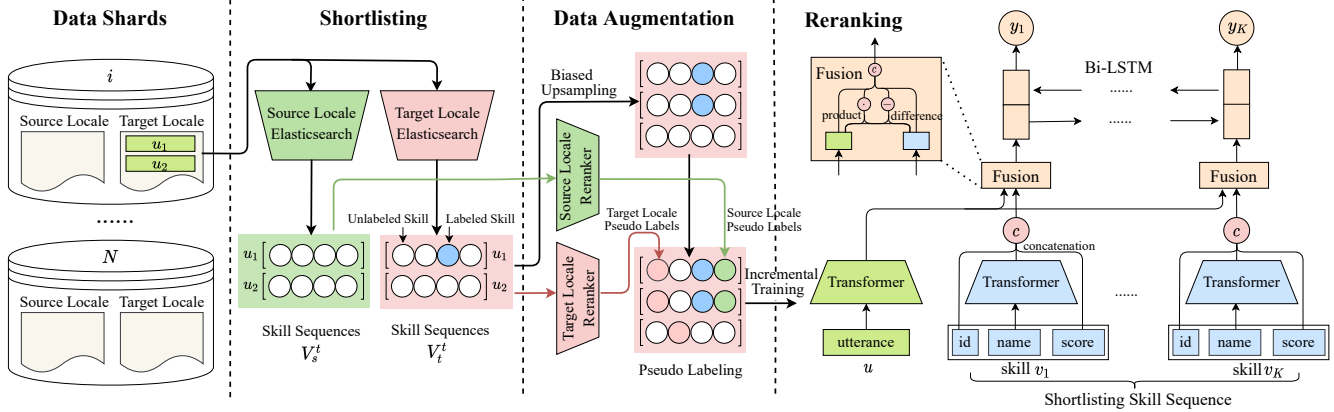 Data Shards
i
Source Locale
Target Locale
u1
u2
......
N
Source Locale
Target Locale
Shortlisting
Source Locale
Elasticsearch
Target Locale
Elasticsearch
Unlabeled Skill
Labeled Skill
u1
u2
u1
u2
Skill Sequences
V_s^t
Skill Sequences
V_t^t
Data Augmentation
Biased
Upsampling
Source Locale
Reranker
Target Locale
Reranker
Target Locale
Pseudo Labels
Source Locale
Pseudo Labels
Pseudo Labeling
Incremental
Training
Reranking
Fusion
c
·
−
product
difference
y1
yK
Bi-LSTM
......
......
Fusion
Fusion
c
concatenation
c
Transformer
Transformer
......
Transformer
utterance
u
id
name
score
skill v1
id
name
score
skill vK
Shortlisting Skill Sequence